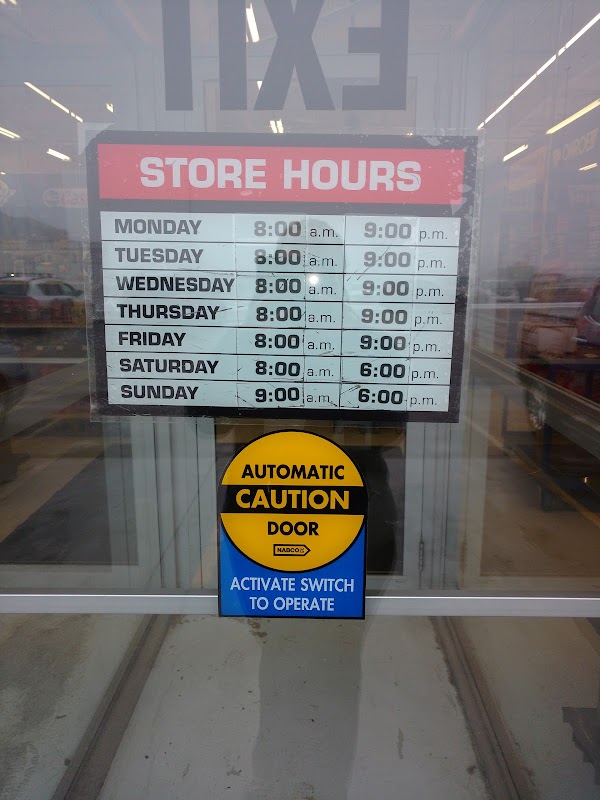 EXIT
STORE HOURS
MONDAY 8:00 a.m. 9:00 p.m.
TUESDAY 8:00 a.m. 9:00 p.m.
WEDNESDAY 8:00 a.m. 9:00 p.m.
THURSDAY 8:00 a.m. 9:00 p.m.
FRIDAY 8:00 a.m. 9:00 p.m.
SATURDAY 8:00 a.m. 6:00 p.m.
SUNDAY 9:00 a.m. 6:00 p.m.
AUTOMATIC
CAUTION
DOOR
NABCO
ACTIVATE SWITCH
TO OPERATE